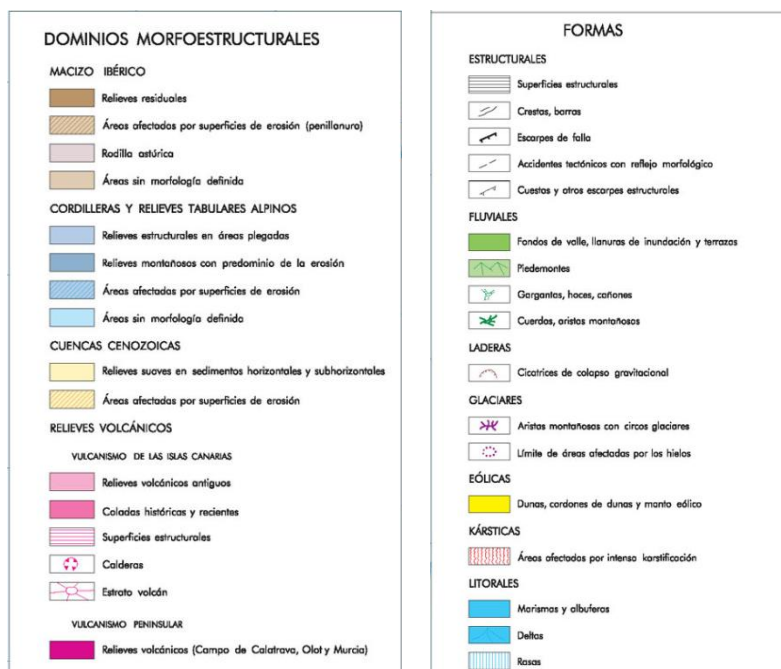 DOMINIOS MORFOESTRUCTURALES
MACIZO IBÉRICO
Relieves residuales
Áreas afectadas por superficies de erosión (penillanura)
Rodilla astúrica
Áreas sin morfología definida
CORDILLERAS Y RELIEVES TABULARES ALPINOS
Relieves estructurales en áreas plegadas
Relieves montañosos con predominio de la erosión
Áreas afectadas por superficies de erosión
Áreas sin morfología definida
CUENCAS CENOZOICAS
Relieves suaves en sedimentos horizontales y subhorizontales
Áreas afectadas por superficies de erosión
RELIEVES VOLCÁNICOS
VULCANISMO DE LAS ISLAS CANARIAS
Relieves volcánicos antiguos
Coladas históricas y recientes
Superficies estructurales
Calderas
Estrato volcán
VULCANISMO PENINSULAR
Relieves volcánicos (Campo de Calatrava, Olot y Murcia)
FORMAS
ESTRUCTURALES
Superficies estructurales
Crestas, barras
Escarpes de falla
Accidentes tectónicos con reflejo morfológico
Cuestas y otros escarpes estructurales
FLUVIALES
Fondos de valle, llanuras de inundación y terrazas
Piedemontes
Gargantas, hoces, cañones
Cuerdas, aristas montañosas
LADERAS
Cicatrices de colapso gravitacional
GLACIARES
Aristas montañosas con circos glaciares
Límite de áreas afectadas por los hielos
EÓLICAS
Dunas, cordones de dunas y manto eólico
KÁRSTICAS
Áreas afectadas por intensa karstificación
LITORALES
Marismas y albuferas
Deltas
Rasas